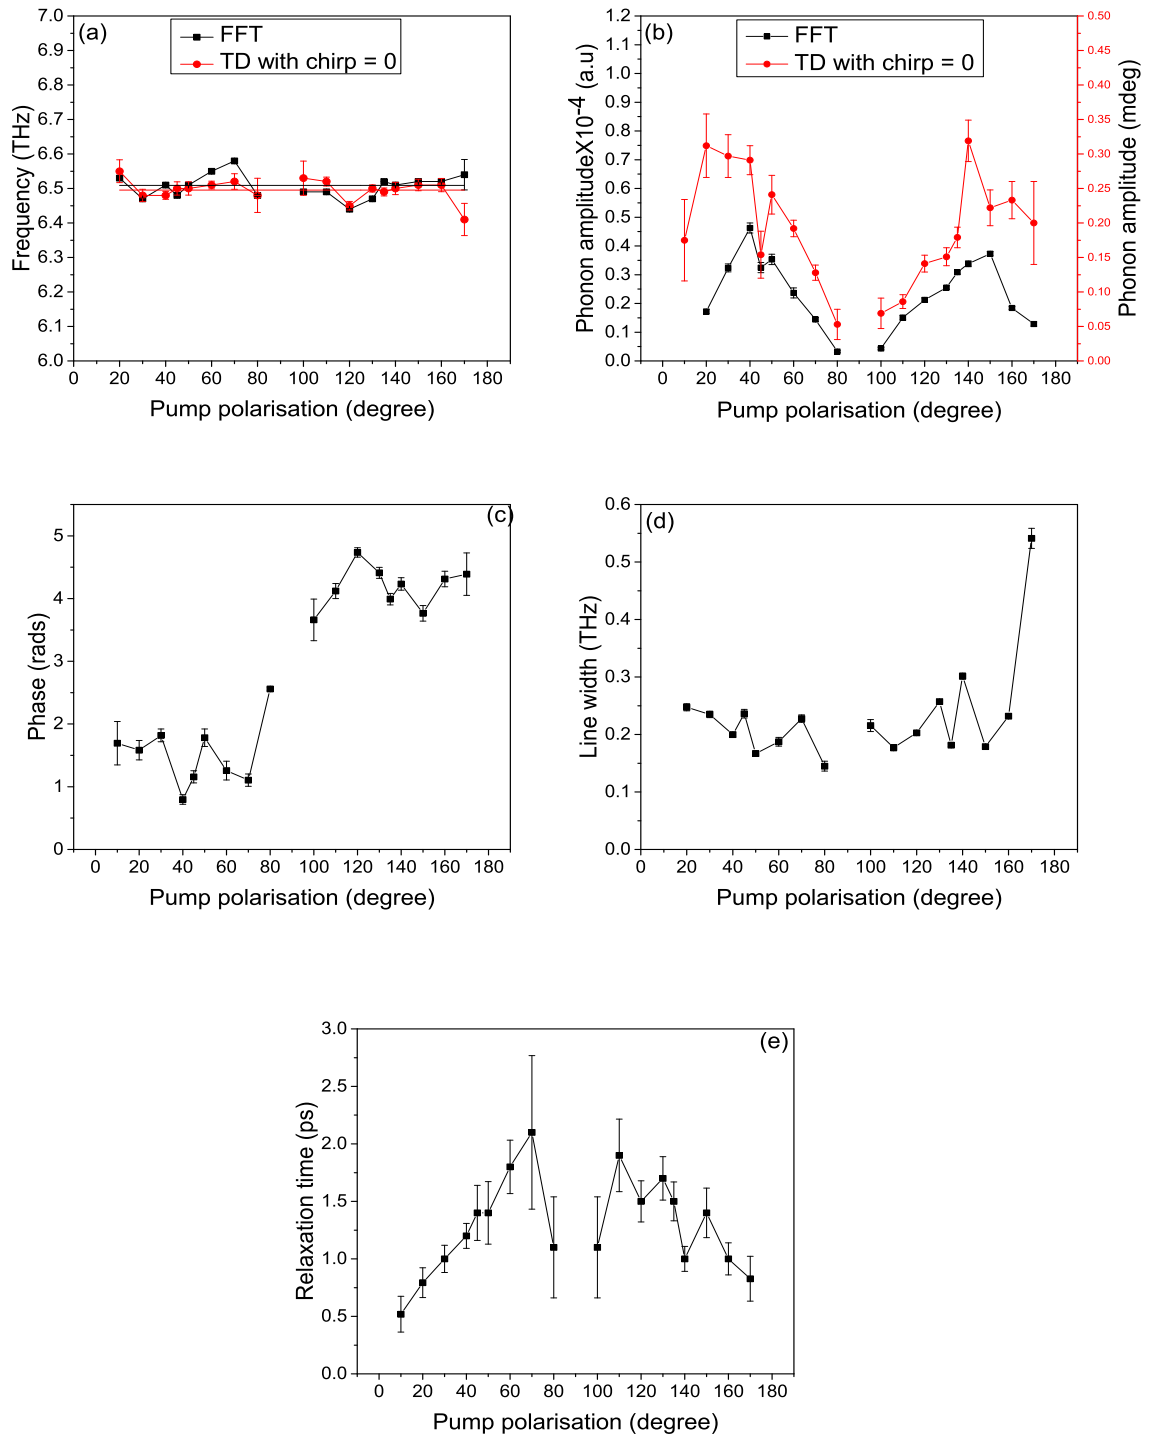 (a)
FFT
TD with chirp = 0
7.0
6.9
6.8
6.7
6.6
6.5
6.4
6.3
6.2
6.1
6.0
Frequency (THz)
20 40 60 80 100 120 140 160 180
Pump polarisation (degree)
(b)
FFT
TD with chirp = 0
1.2
1.1
1.0
0.9
0.8
0.7
0.6
0.5
0.4
0.3
0.2
0.1
0.0
Phonon amplitudeX10⁻⁴ (a.u)
0.50
0.45
0.40
0.35
0.30
0.25
0.20
0.15
0.10
0.05
0.00
Phonon amplitude (mdeg)
0 20 40 60 80 100 120 140 160 180
Pump polarisation (degree)
(c)
5
4
3
2
1
0
Phase (rads)
0 20 40 60 80 100 120 140 160 180
Pump polarisation (degree)
(d)
0.6
0.5
0.4
0.3
0.2
0.1
0.0
Line width (THz)
0 20 40 60 80 100 120 140 160 180
Pump polarisation (degree)
(e)
3.0
2.5
2.0
1.5
1.0
0.5
0.0
Relaxation time (ps)
0 20 40 60 80 100 120 140 160 180
Pump polarisation (degree)